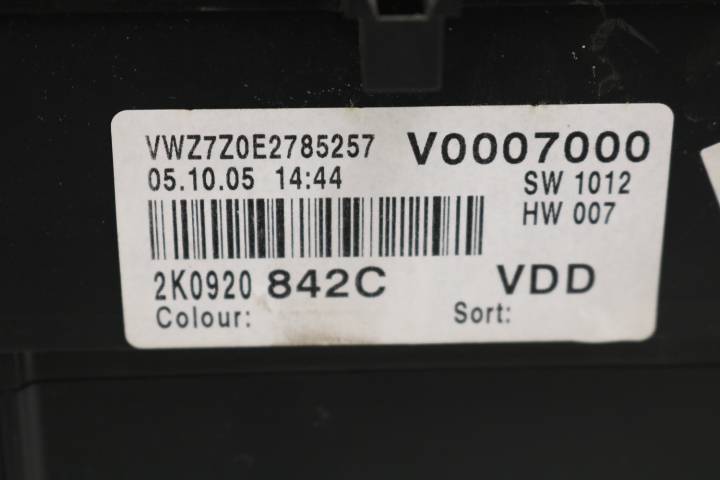 VWZ7Z0E2785257 V0007000
05.10.05 14:44 SW 1012
HW 007
2K0920 842C VDD
Colour: Sort: